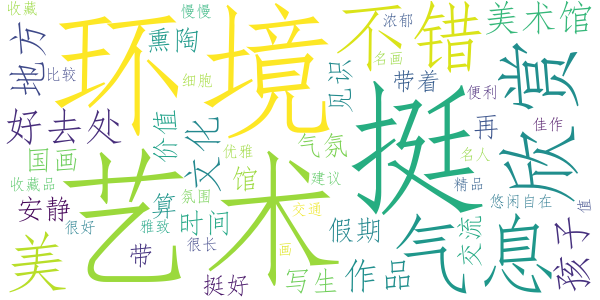 收藏
慢慢
环境
不错
浓郁
美术馆
地方
比较
熏陶
细胞
见识
名画
带着
便利
欣赏
好去处
价值
文化
挺
再
佳作
国画
优雅
气氛
名人
收藏品
馆
建议
精品
艺术
安静
算
氛围
时间
交通
假期
气息
交流
悠闲自在
值
孩子
很好
雅致
带
很长
画
美
挺好
写生
作品